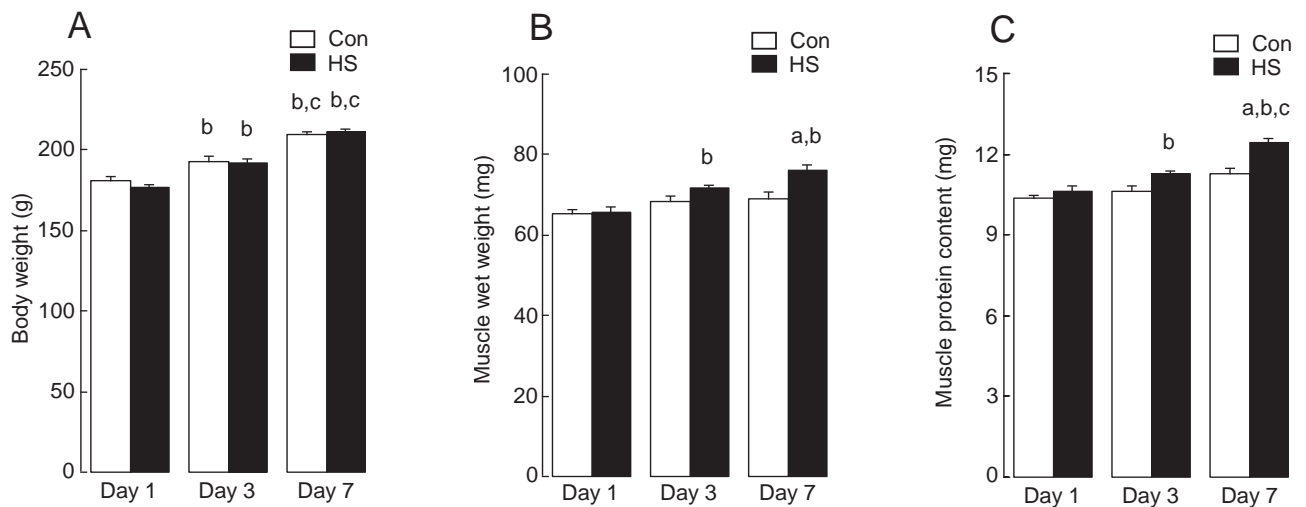 A
Con
HS
Body weight (g)
250
200
150
100
50
0
b
b
b,c
b,c
Day 1
Day 3
Day 7
B
Con
HS
Muscle wet weight (mg)
100
80
60
40
20
0
b
a,b
Day 1
Day 3
Day 7
C
Con
HS
Muscle protein content (mg)
15
12
9
6
3
0
b
a,b,c
Day 1
Day 3
Day 7